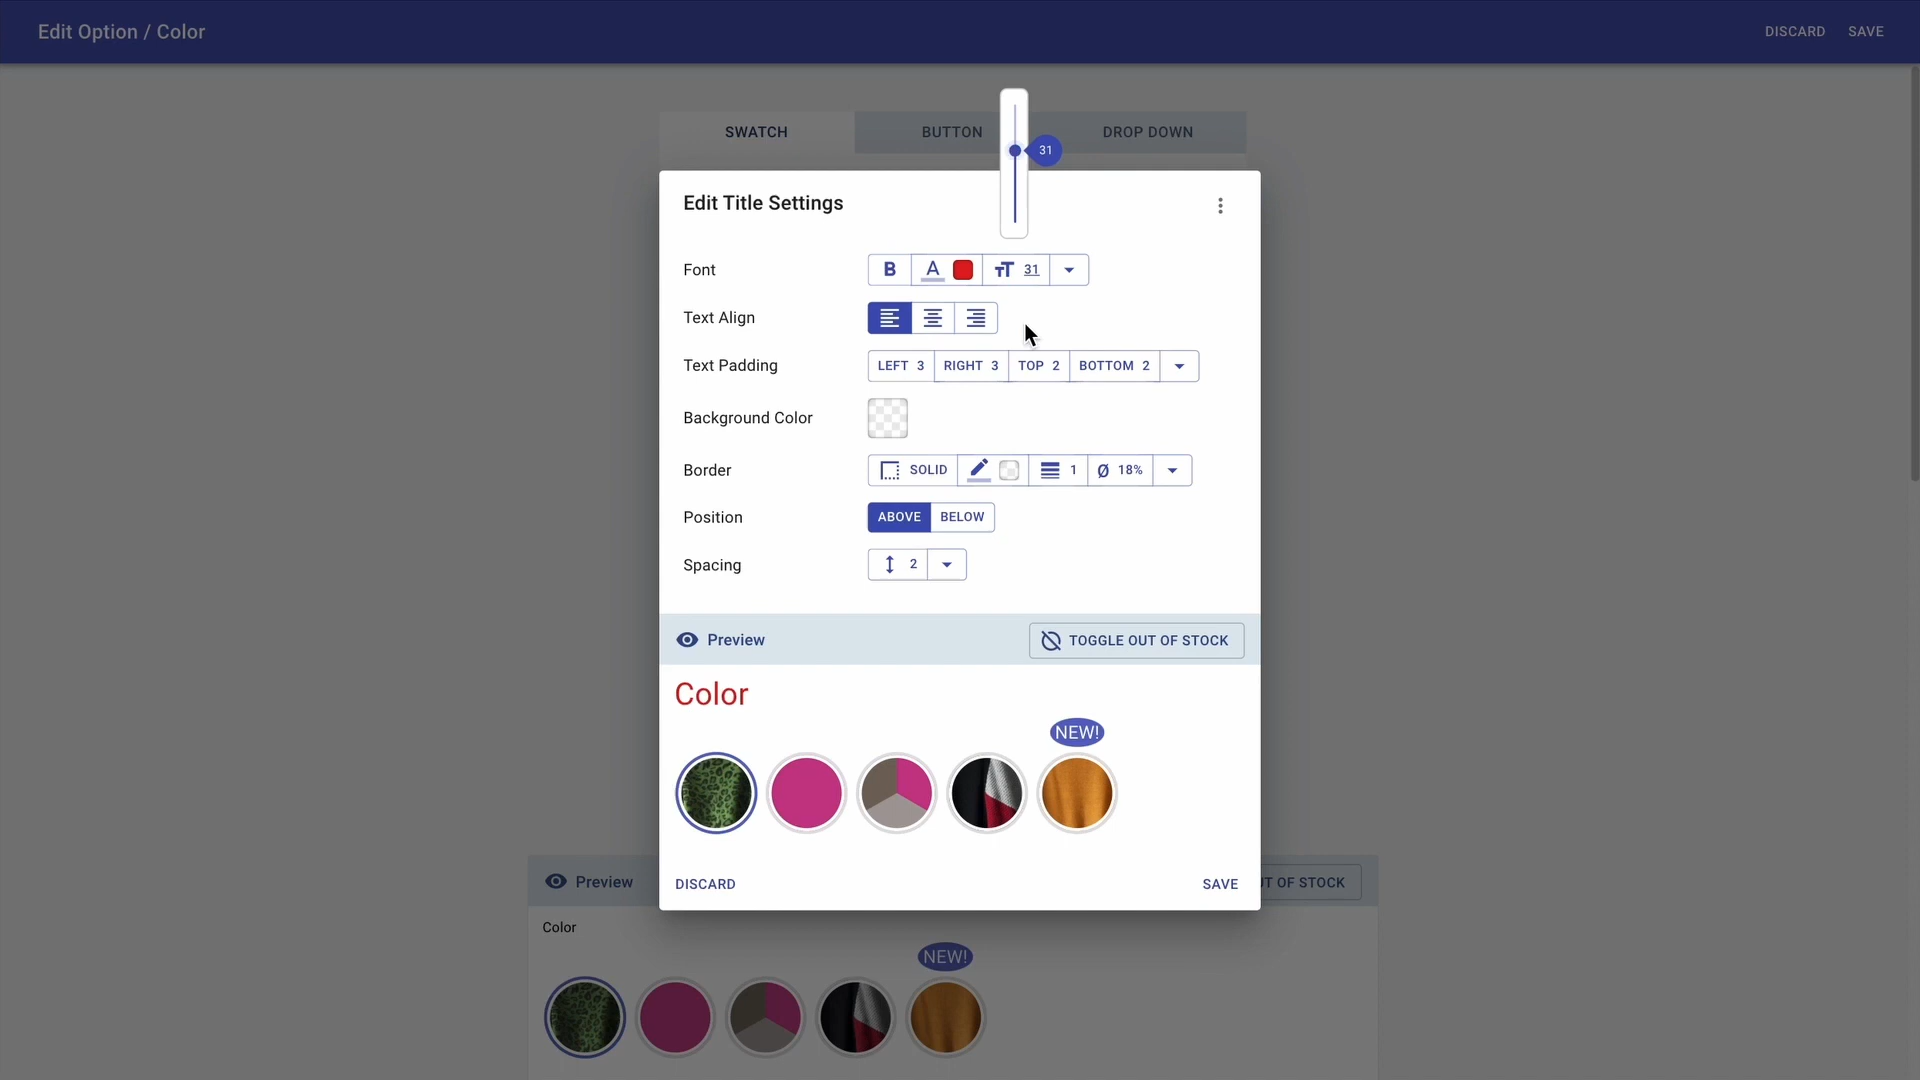 Edit Option / Color
DISCARD SAVE
SWATCH BUTTON DROP DOWN
31
Edit Title Settings
Font B A 31
Text Align
Text Padding LEFT 3 RIGHT 3 TOP 2 BOTTOM 2
Background Color
Border SOLID 1 18%
Position ABOVE BELOW
Spacing 2
Preview TOGGLE OUT OF STOCK
Color
NEW!
DISCARD SAVE
Preview OUT OF STOCK
Color
NEW!